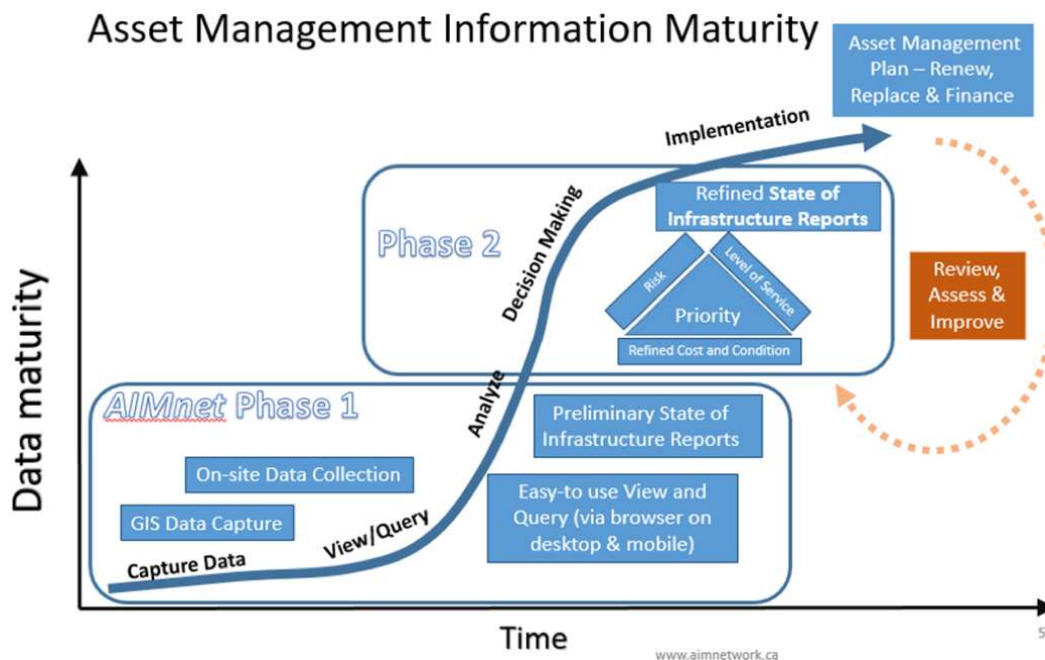 Asset Management Information Maturity
Asset Management
Plan – Renew,
Replace & Finance
Implementation
Refined State of
Infrastructure Reports
Phase 2
Decision Making
Risk
Level of Service
Priority
Refined Cost and Condition
Review,
Assess &
Improve
Data maturity
AIMnet Phase 1
Analyze
Preliminary State of
Infrastructure Reports
On-site Data Collection
Easy-to use View and
Query (via browser on
desktop & mobile)
GIS Data Capture
View/Query
Capture Data
Time
www.aimnetwork.ca
5